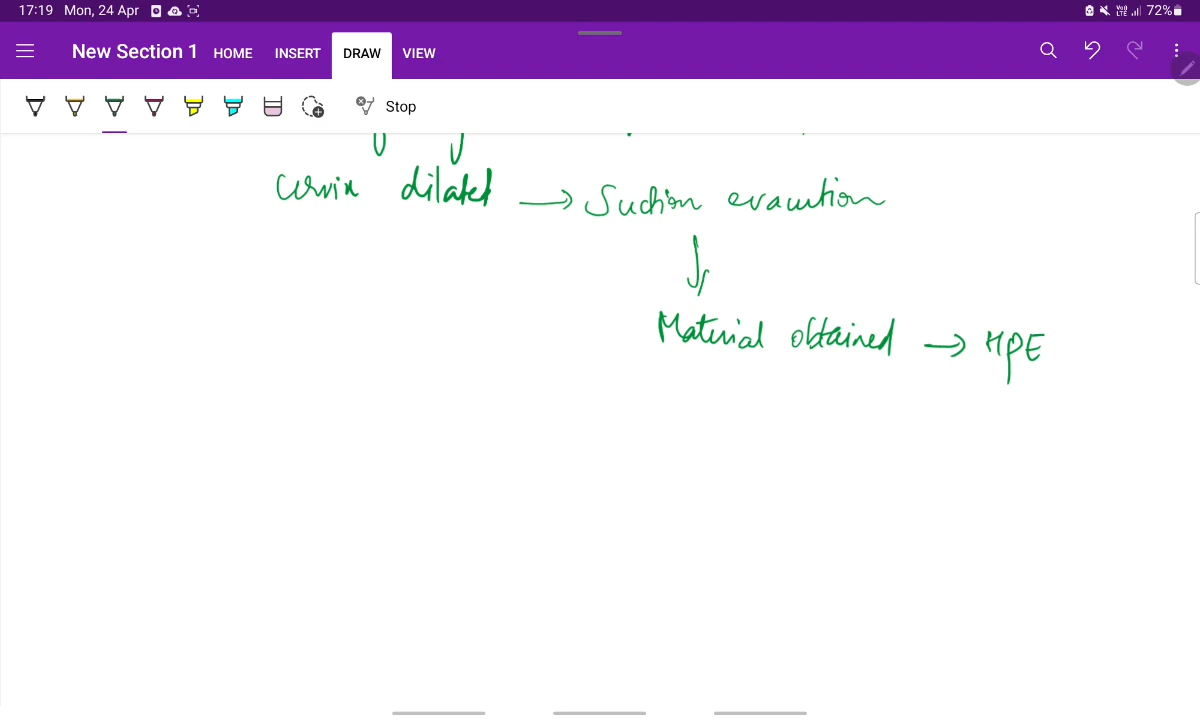 17:19 Mon, 24 Apr 72%
New Section 1 HOME INSERT DRAW VIEW
Stop
cervix dilated → Suction evacution
↓
Material obtained → HPE